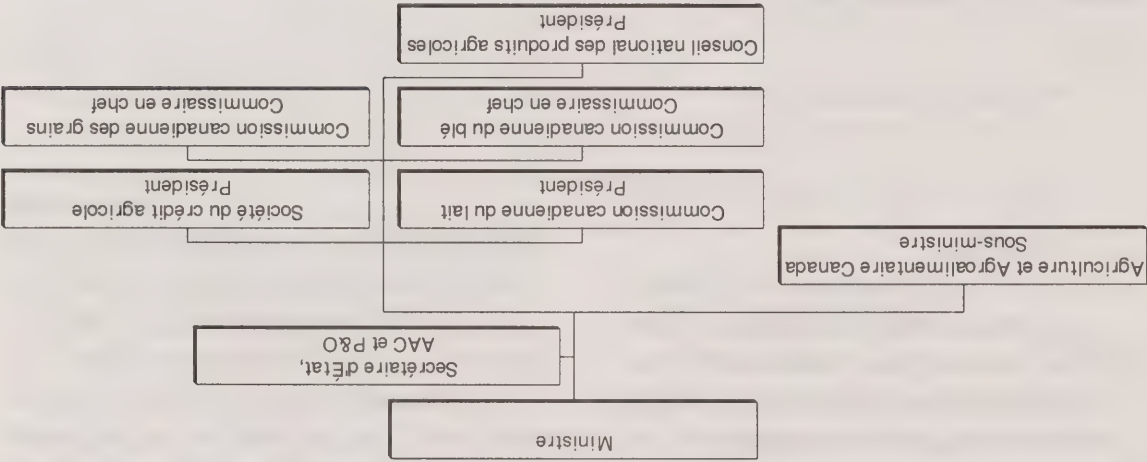 Ministre
Secrétaire d'État,
AAC et P&O
Agriculture et Agroalimentaire Canada
Sous-ministre
Commission canadienne du lait
Président
Société du crédit agricole
Président
Commission canadienne du blé
Commissaire en chef
Commission canadienne des grains
Commissaire en chef
Conseil national des produits agricoles
Président